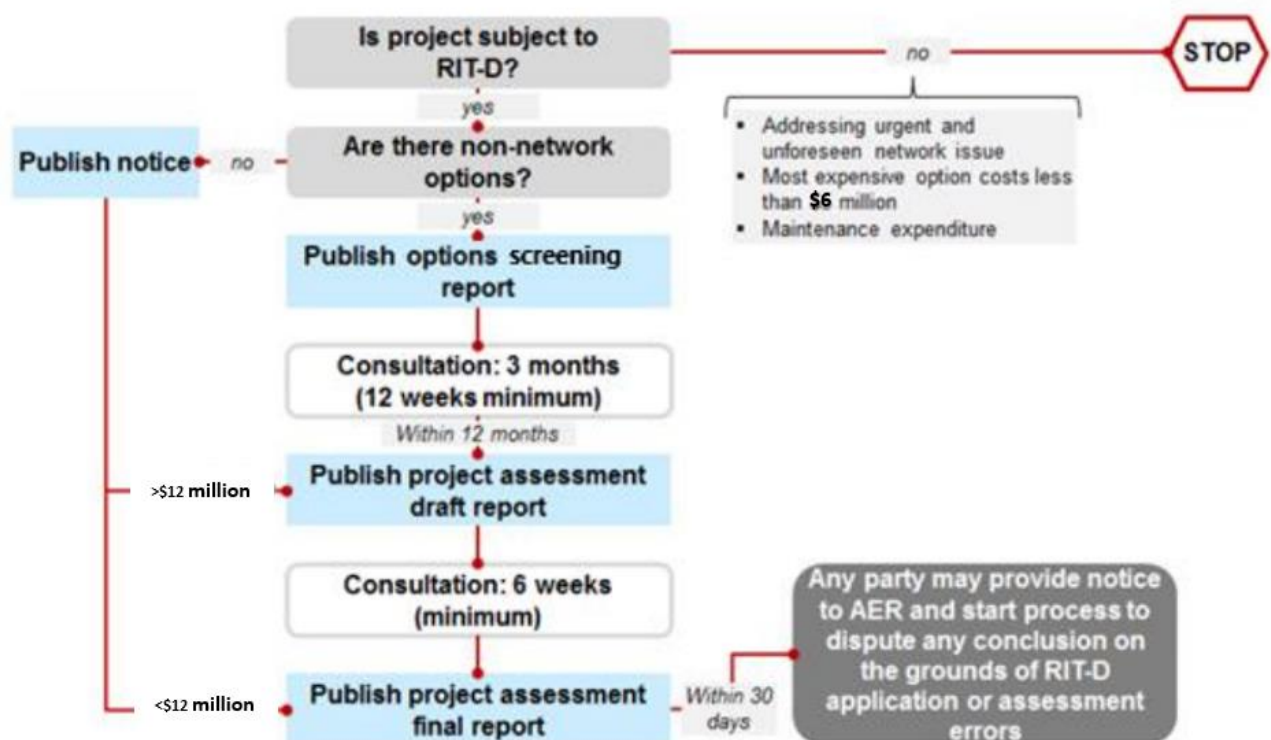 Is project subject to
RIT-D?
no
STOP
yes
▪ Addressing urgent and
unforeseen network issue
▪ Most expensive option costs less
than $6 million
▪ Maintenance expenditure
Publish notice
no
Are there non-network
options?
yes
Publish options screening
report
Consultation: 3 months
(12 weeks minimum)
Within 12 months
>$12 million
Publish project assessment
draft report
Consultation: 6 weeks
(minimum)
<$12 million
Publish project assessment
final report
Within 30
days
Any party may provide notice
to AER and start process to
dispute any conclusion on
the grounds of RIT-D
application or assessment
errors